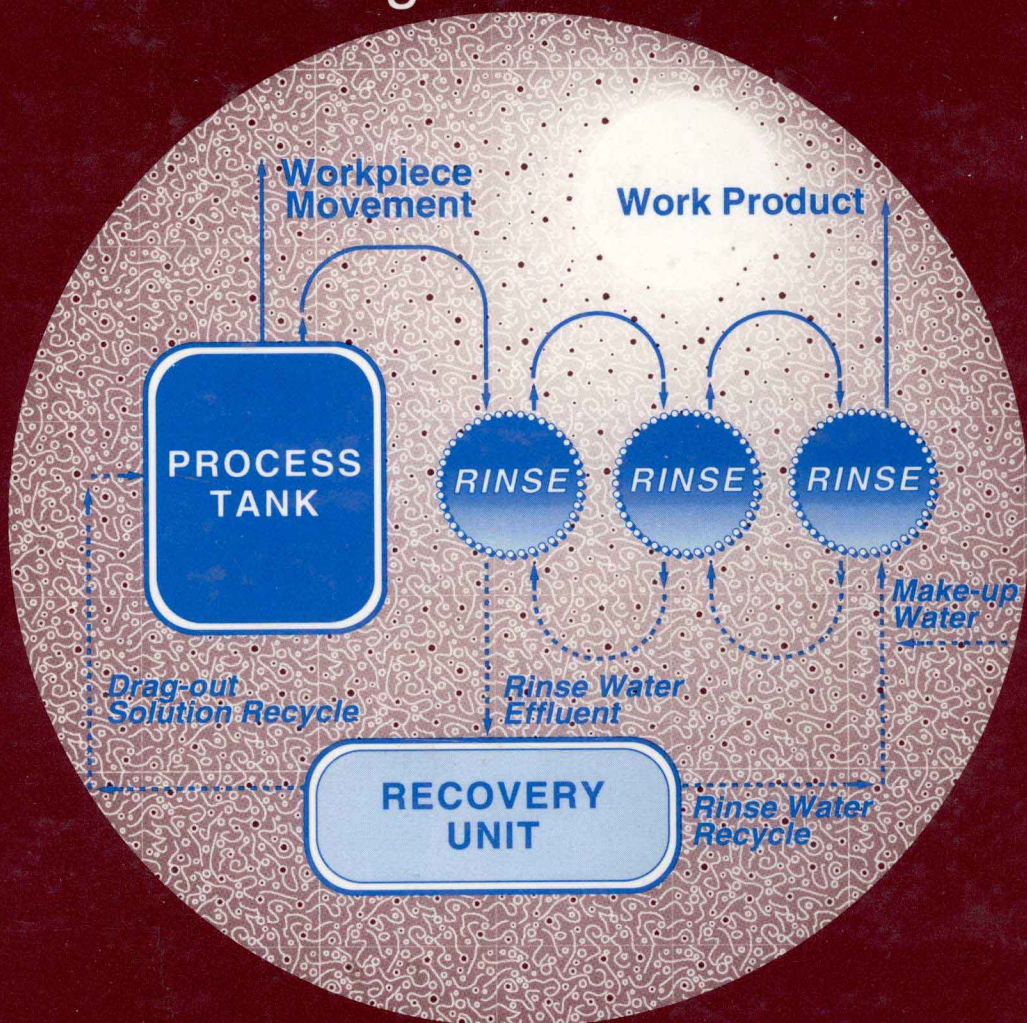 Workpiece
Movement
Work Product
PROCESS
TANK
RINSE
RINSE
RINSE
Make-up
Water
Drag-out
Solution Recycle
Rinse Water
Effluent
RECOVERY
UNIT
Rinse Water
Recycle